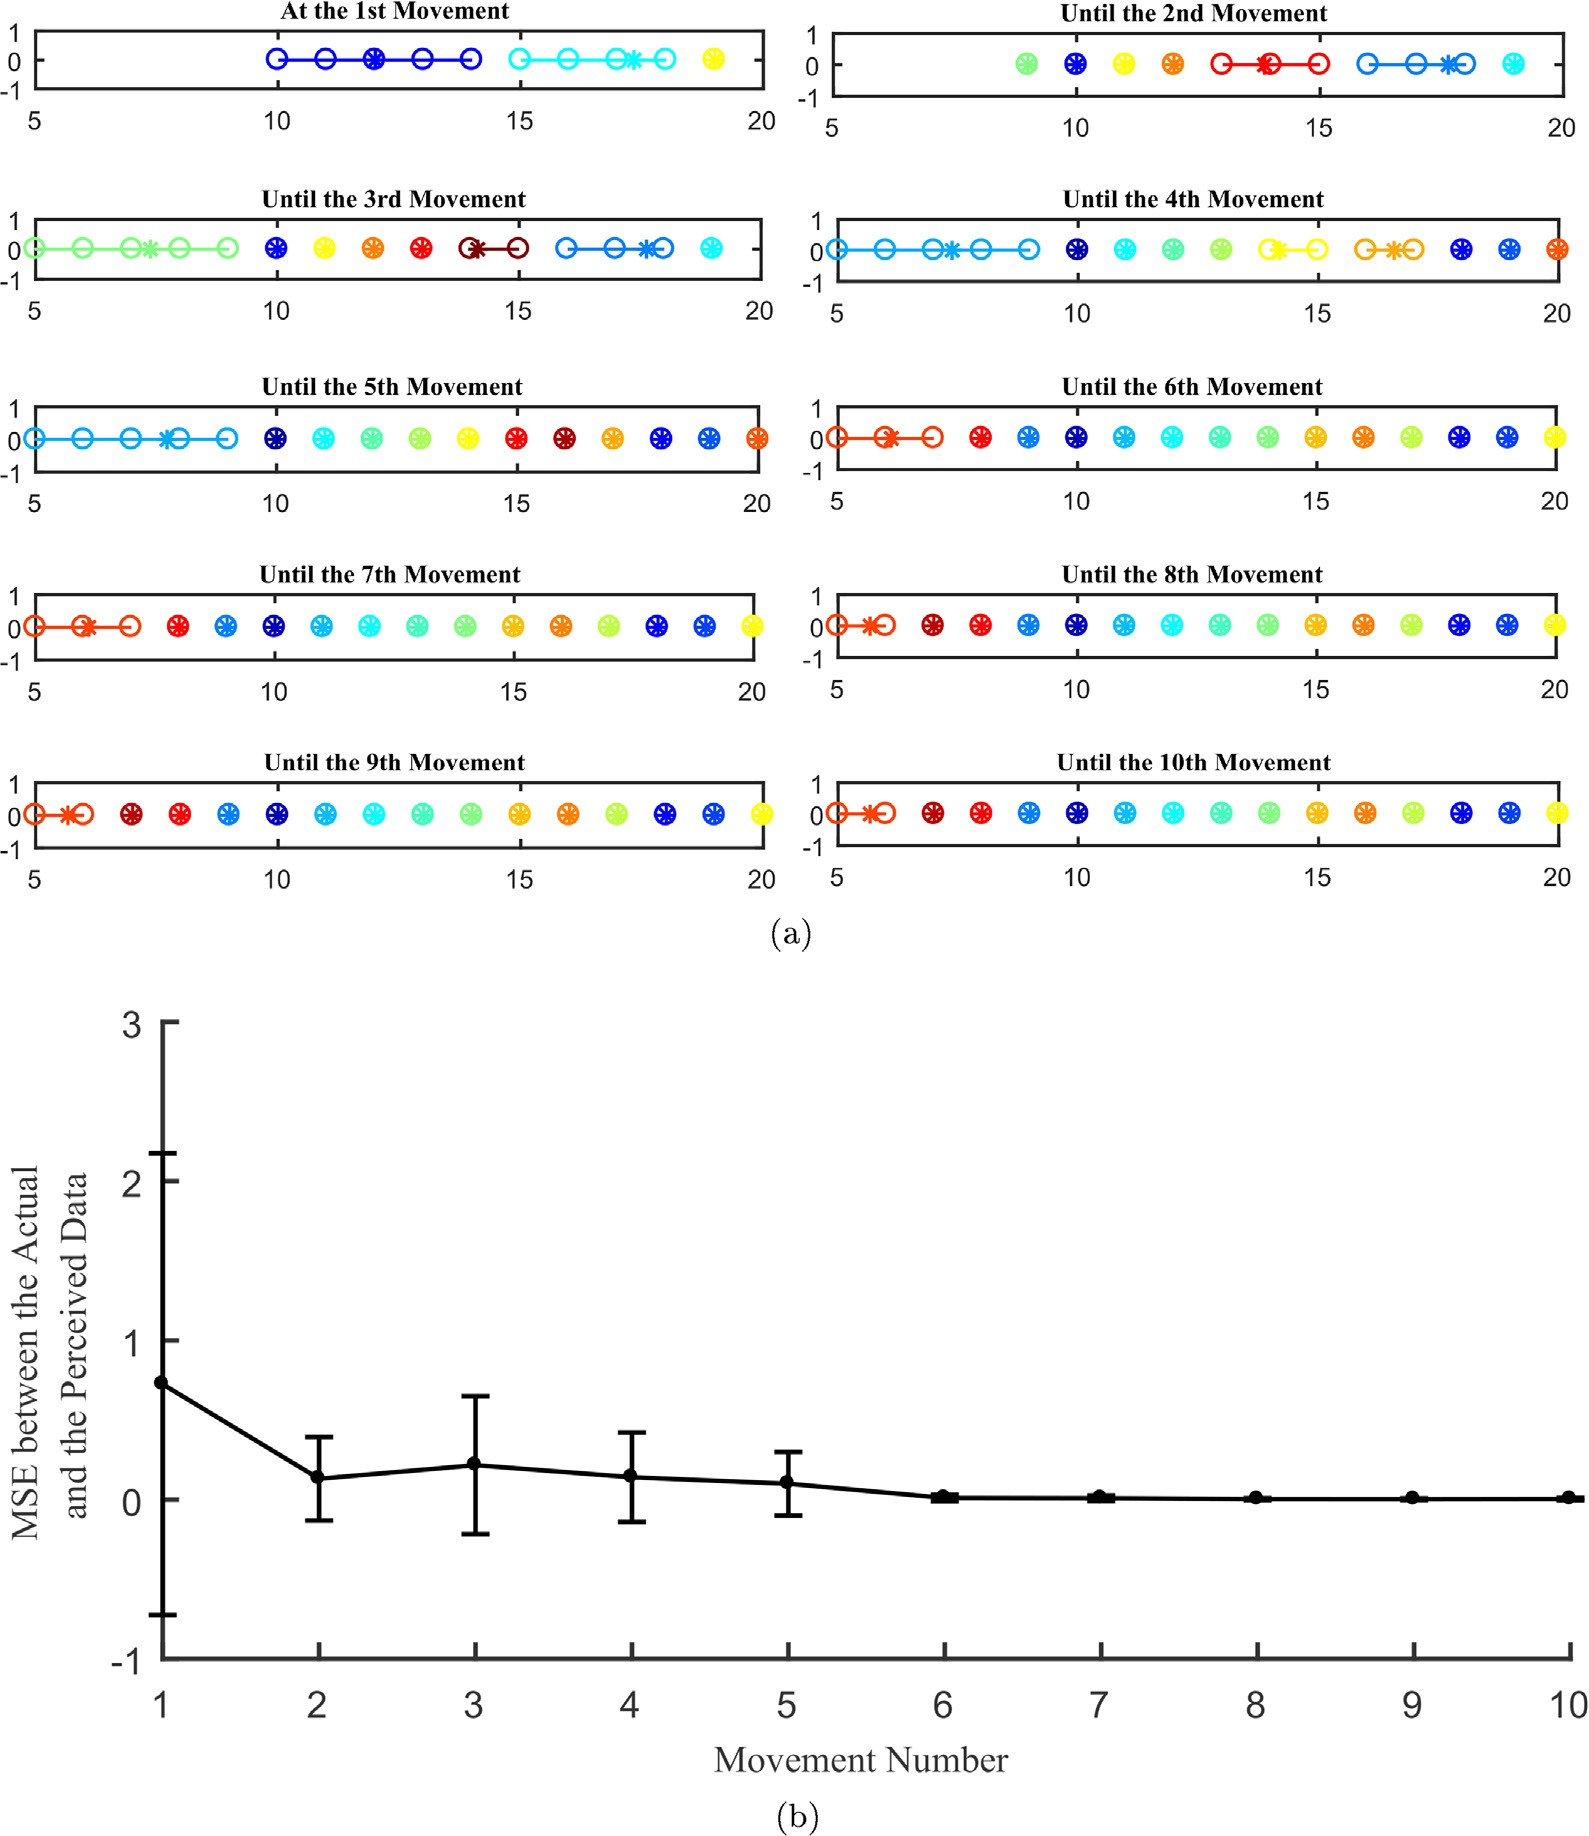 At the 1st Movement
1
0
-1
5 10 15 20
Until the 2nd Movement
1
0
-1
5 10 15 20
Until the 3rd Movement
1
0
-1
5 10 15 20
Until the 4th Movement
1
0
-1
5 10 15 20
Until the 5th Movement
1
0
-1
5 10 15 20
Until the 6th Movement
1
0
-1
5 10 15 20
Until the 7th Movement
1
0
-1
5 10 15 20
Until the 8th Movement
1
0
-1
5 10 15 20
Until the 9th Movement
1
0
-1
5 10 15 20
Until the 10th Movement
1
0
-1
5 10 15 20
(a)
MSE between the Actual
and the Perceived Data
3
2
1
0
-1
1 2 3 4 5 6 7 8 9 10
Movement Number
(b)